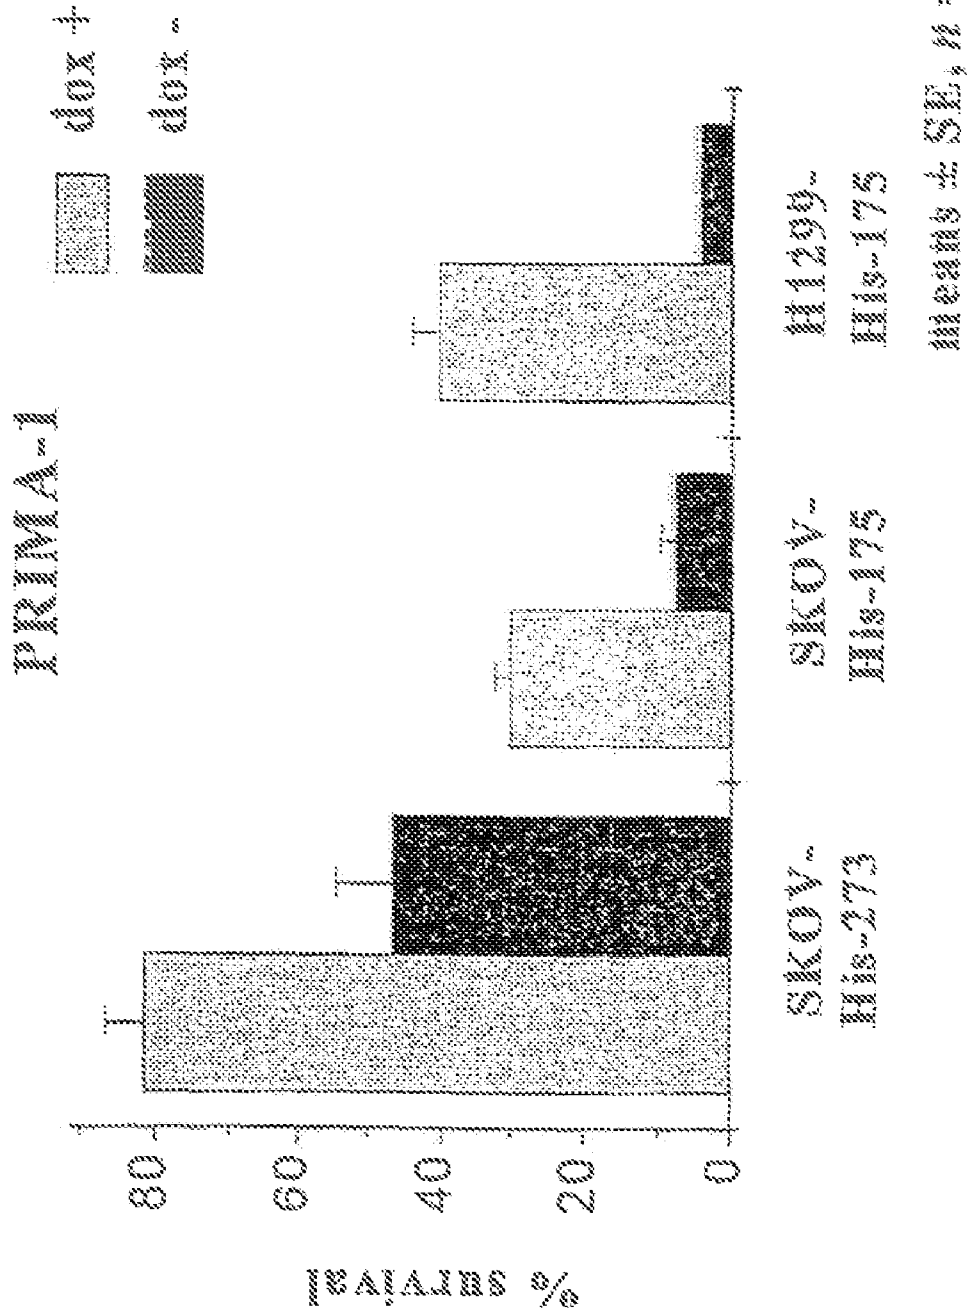 PRIMA-1
dox +
dox -
% survival
80
60
40
20
0
SKOV-
His-273
SKOV-
His-175
H1299-
His-175
means ± SE, n =